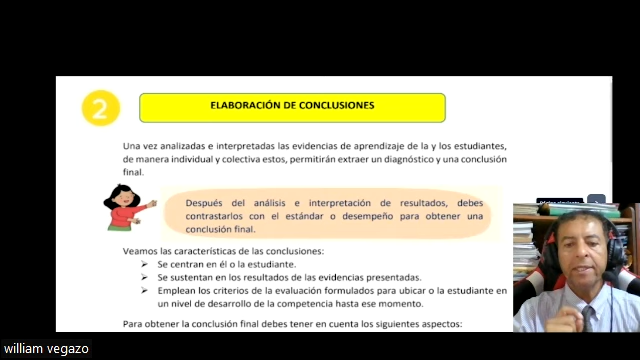 2
ELABORACIÓN DE CONCLUSIONES
Una vez analizadas e interpretadas las evidencias de aprendizaje de la y los estudiantes,
de manera individual y colectiva estos, permitirán extraer un diagnóstico y una conclusión
final.
Después del análisis e interpretación de resultados, debes
contrastarlos con el estándar o desempeño para obtener una
conclusión final.
Veamos las características de las conclusiones:
➤ Se centran en él o la estudiante.
➤ Se sustentan en los resultados de las evidencias presentadas.
➤ Emplean los criterios de la evaluación formulados para ubicar o la estudiante en
un nivel de desarrollo de la competencia hasta ese momento.
Para obtener la conclusión final debes tener en cuenta los siguientes aspectos:
william vegazo